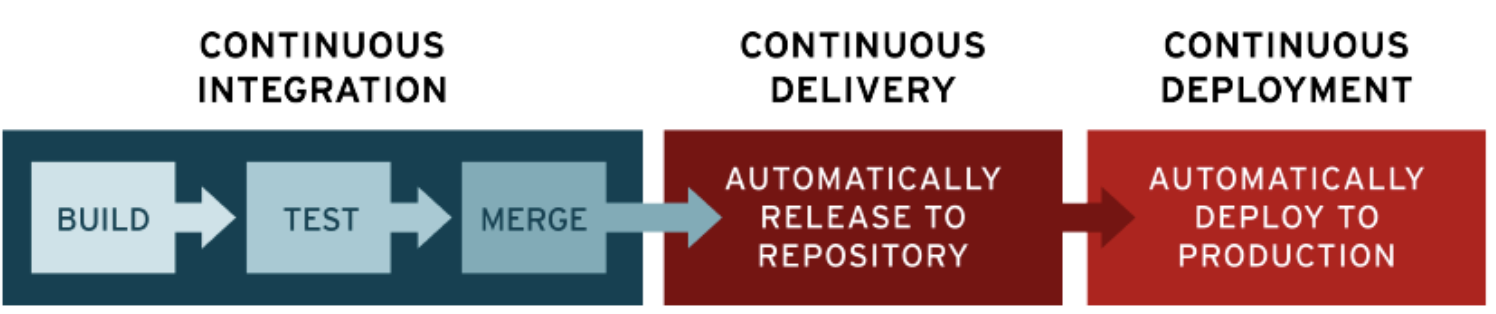 CONTINUOUS
INTEGRATION
CONTINUOUS
DELIVERY
CONTINUOUS
DEPLOYMENT
BUILD
TEST
MERGE
AUTOMATICALLY
RELEASE TO
REPOSITORY
AUTOMATICALLY
DEPLOY TO
PRODUCTION